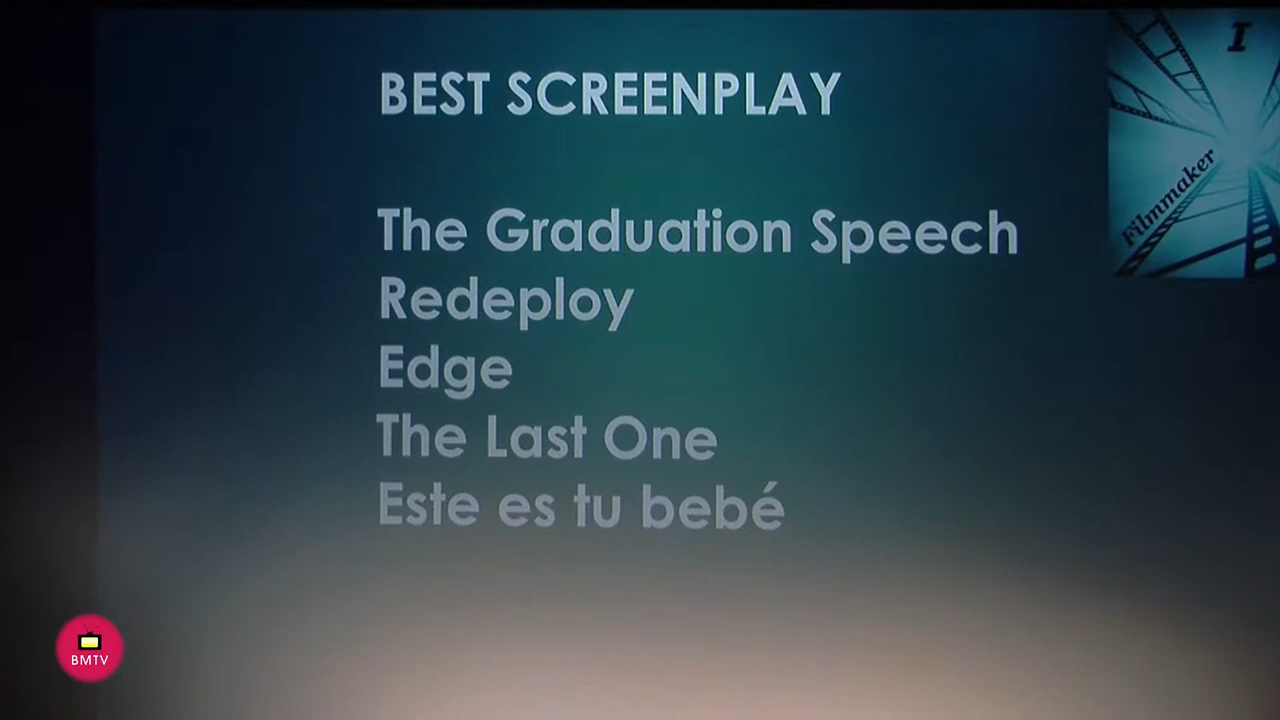 BEST SCREENPLAY
The Graduation Speech
Redeploy
Edge
The Last One
Este es tu bebé
I
Filmmaker
BMTV